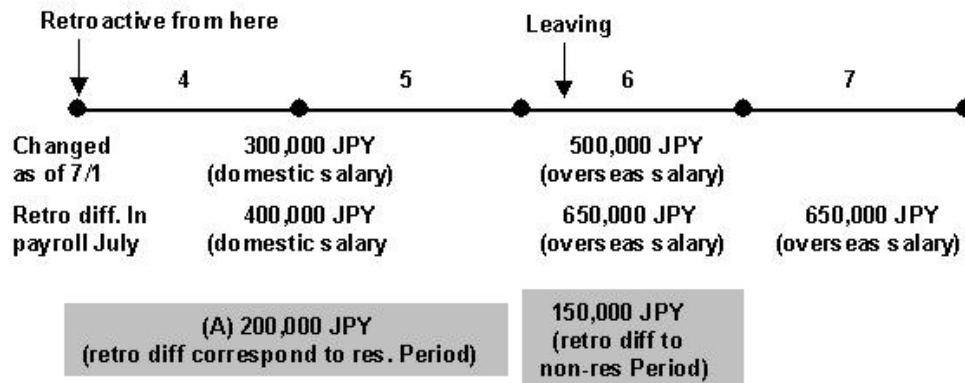 Retroactive from here
Leaving
4 5 6 7
Changed as of 7/1
300,000 JPY
(domestic salary)
500,000 JPY
(overseas salary)
Retro diff. In payroll July
400,000 JPY
(domestic salary
650,000 JPY
(overseas salary)
650,000 JPY
(overseas salary)
(A) 200,000 JPY
(retro diff correspond to res. Period)
150,000 JPY
(retro diff to
non-res Period)